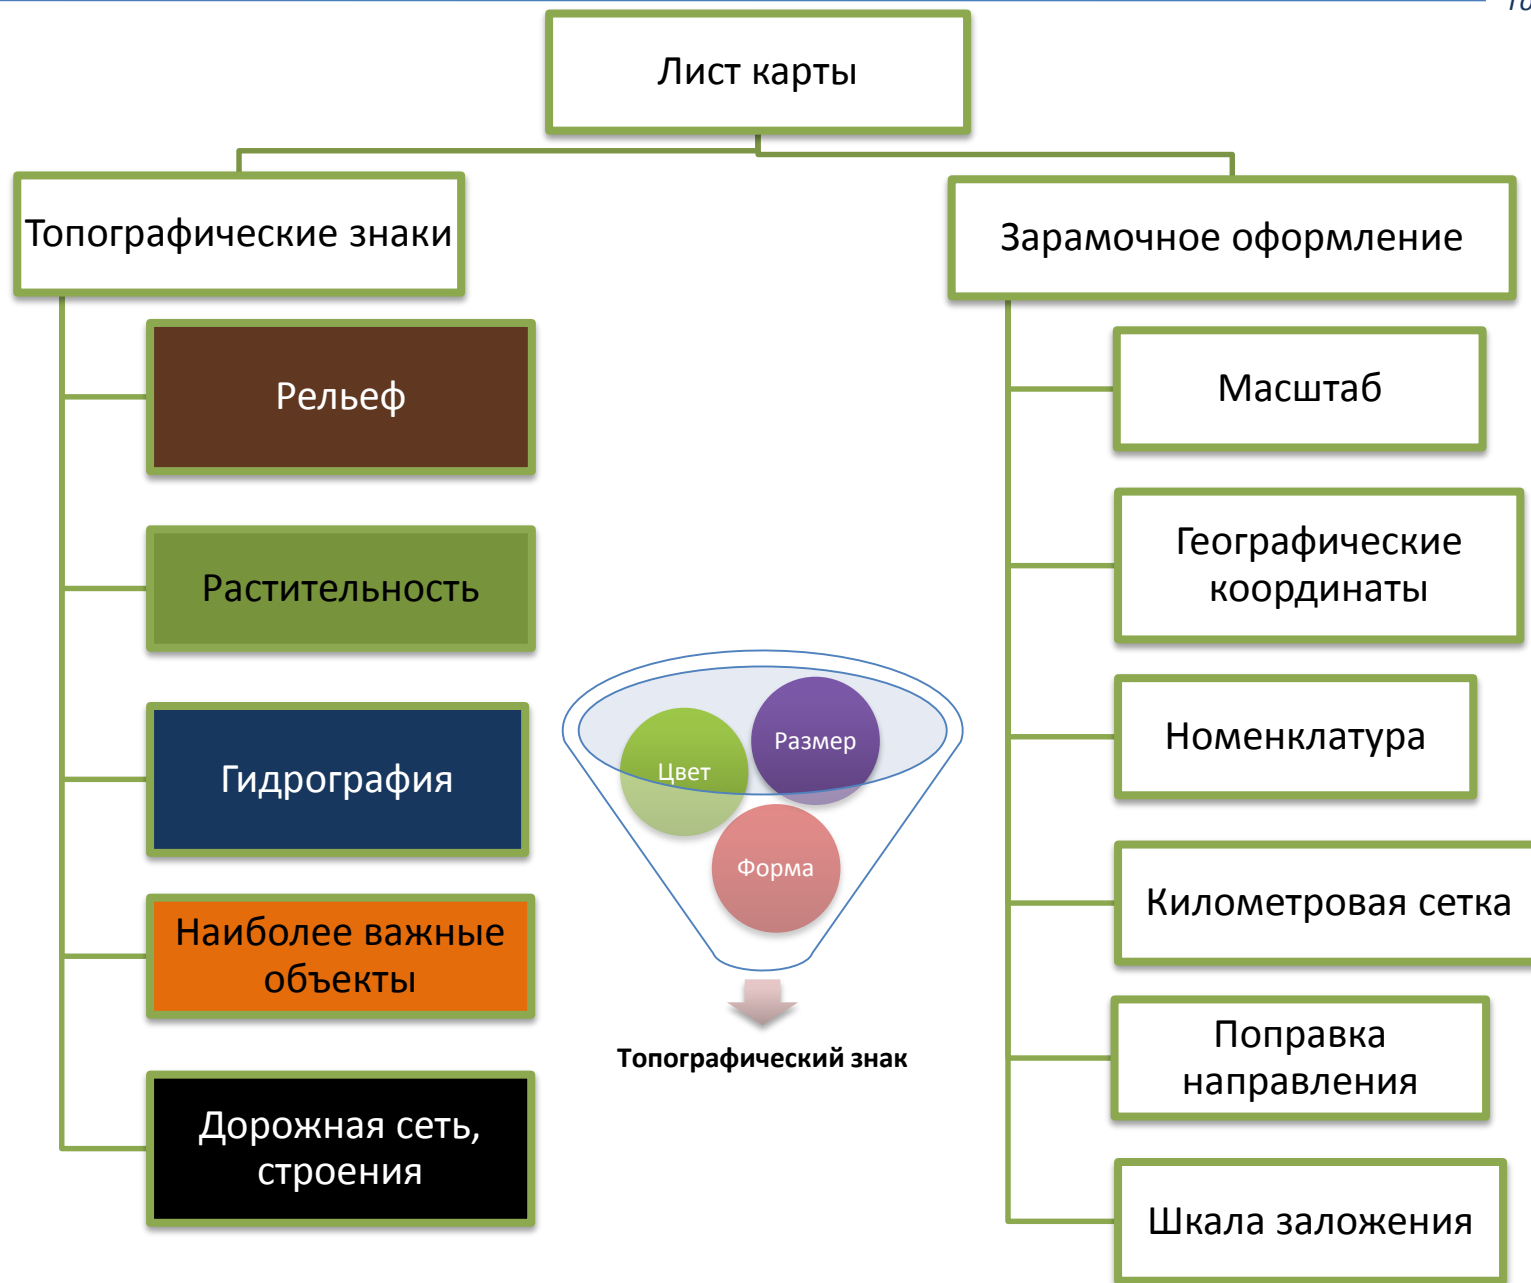 Лист карты
Топографические знаки
Рельеф
Растительность
Гидрография
Наиболее важные
объекты
Дорожная сеть,
строения
Размер
Цвет
Форма
Топографический знак
Зарамочное оформление
Масштаб
Географические
координаты
Номенклатура
Километровая сетка
Поправка
направления
Шкала заложения